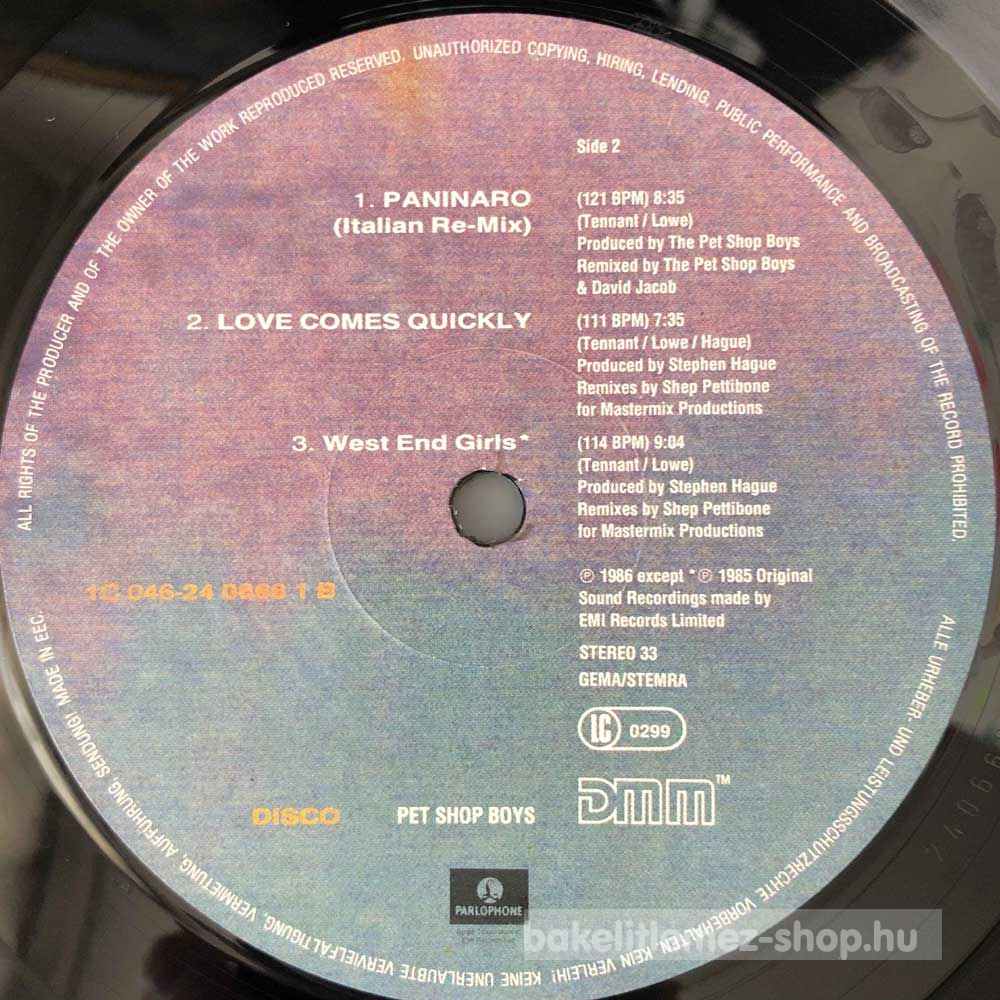 ALL RIGHTS OF THE PRODUCER AND OF THE OWNER OF THE WORK REPRODUCED RESERVED. UNAUTHORIZED COPYING, HIRING, LENDING, PUBLIC PERFORMANCE AND BROADCASTING OF THE RECORD PROHIBITED.
Side 2
1. PANINARO (121 BPM) 8:35
(Italian Re-Mix) (Tennant / Lowe)
Produced by The Pet Shop Boys
Remixed by The Pet Shop Boys
& David Jacob
2. LOVE COMES QUICKLY (111 BPM) 7:35
(Tennant / Lowe / Hague)
Produced by Stephen Hague
Remixes by Shep Pettibone
for Mastermix Productions
3. West End Girls* (114 BPM) 9:04
(Tennant / Lowe)
Produced by Stephen Hague
Remixes by Shep Pettibone
for Mastermix Productions
℗ 1986 except *℗ 1985 Original
Sound Recordings made by
EMI Records Limited
1C 046-24 1 B
STEREO 33
GEMA/STEMRA
LC 0299
DMM™
DISCO PET SHOP BOYS
PARLOPHONE
ALLE URHEBER- UND LEISTUNGSSCHUTZRECHTE VORBEHALTEN. KEIN VERLEIH! KEINE UNERLAUBTE VERVIELFALTIGUNG, VERMIETUNG, AUFFÜHRUNG, SENDUNG! MADE IN EEC.
bakelitlemez-shop.hu